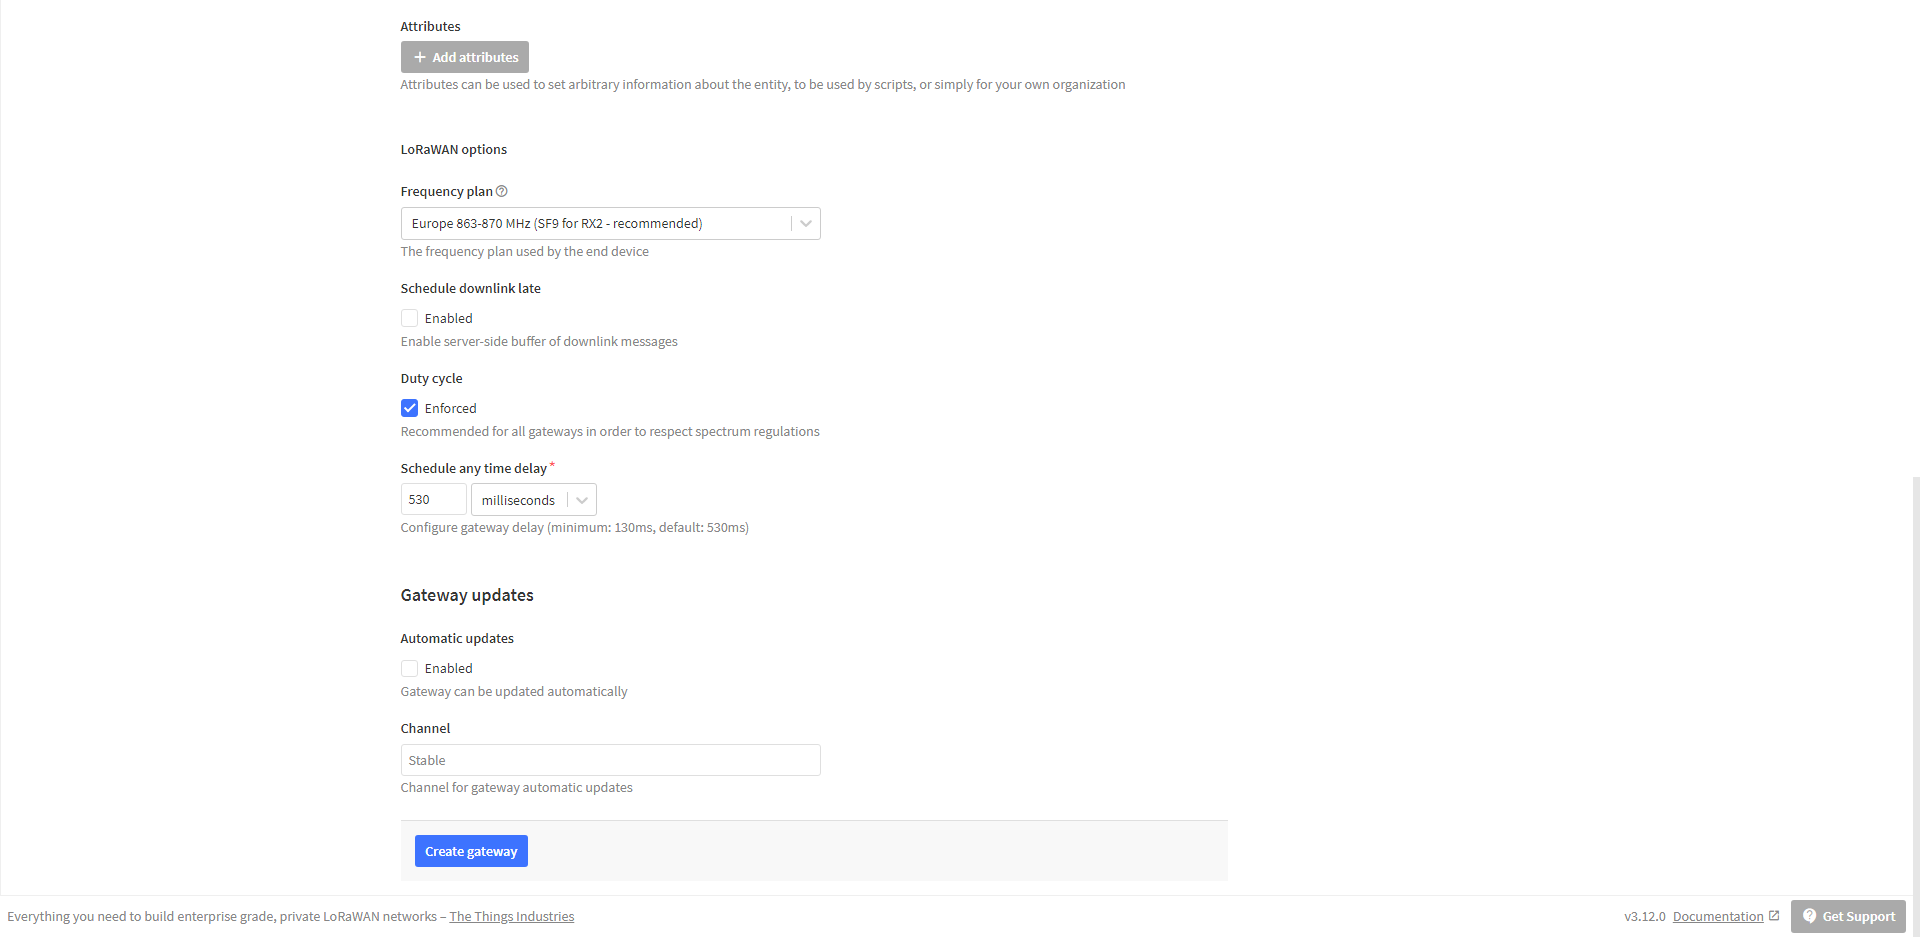 Attributes
+ Add attributes
Attributes can be used to set arbitrary information about the entity, to be used by scripts, or simply for your own organization
LoRaWAN options
Frequency plan
Europe 863-870 MHz (SF9 for RX2 - recommended)
The frequency plan used by the end device
Schedule downlink late
Enabled
Enable server-side buffer of downlink messages
Duty cycle
Enforced
Recommended for all gateways in order to respect spectrum regulations
Schedule any time delay *
530 milliseconds
Configure gateway delay (minimum: 130ms, default: 530ms)
Gateway updates
Automatic updates
Enabled
Gateway can be updated automatically
Channel
Stable
Channel for gateway automatic updates
Create gateway
Everything you need to build enterprise grade, private LoRaWAN networks – The Things Industries
v3.12.0 Documentation Get Support